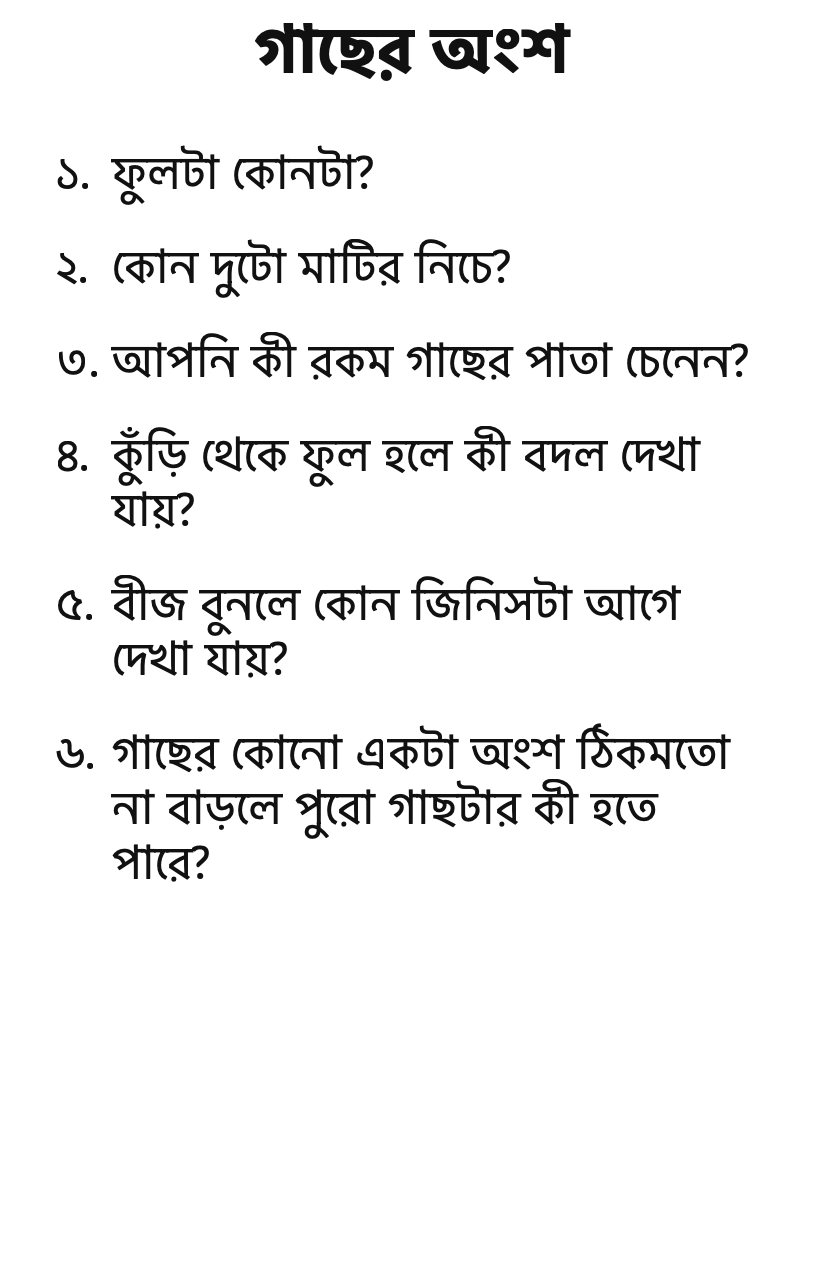 গাছের অংশ
১. ফুলটা কোনটা?
২. কোন দুটো মাটির নিচে?
৩. আপনি কী রকম গাছের পাতা চেনেন?
৪. কুঁড়ি থেকে ফুল হলে কী বদল দেখা
যায়?
৫. বীজ বুনলে কোন জিনিসটা আগে
দেখা যায়?
৬. গাছের কোনো একটা অংশ ঠিকমতো
না বাড়লে পুরো গাছটার কী হতে
পারে?